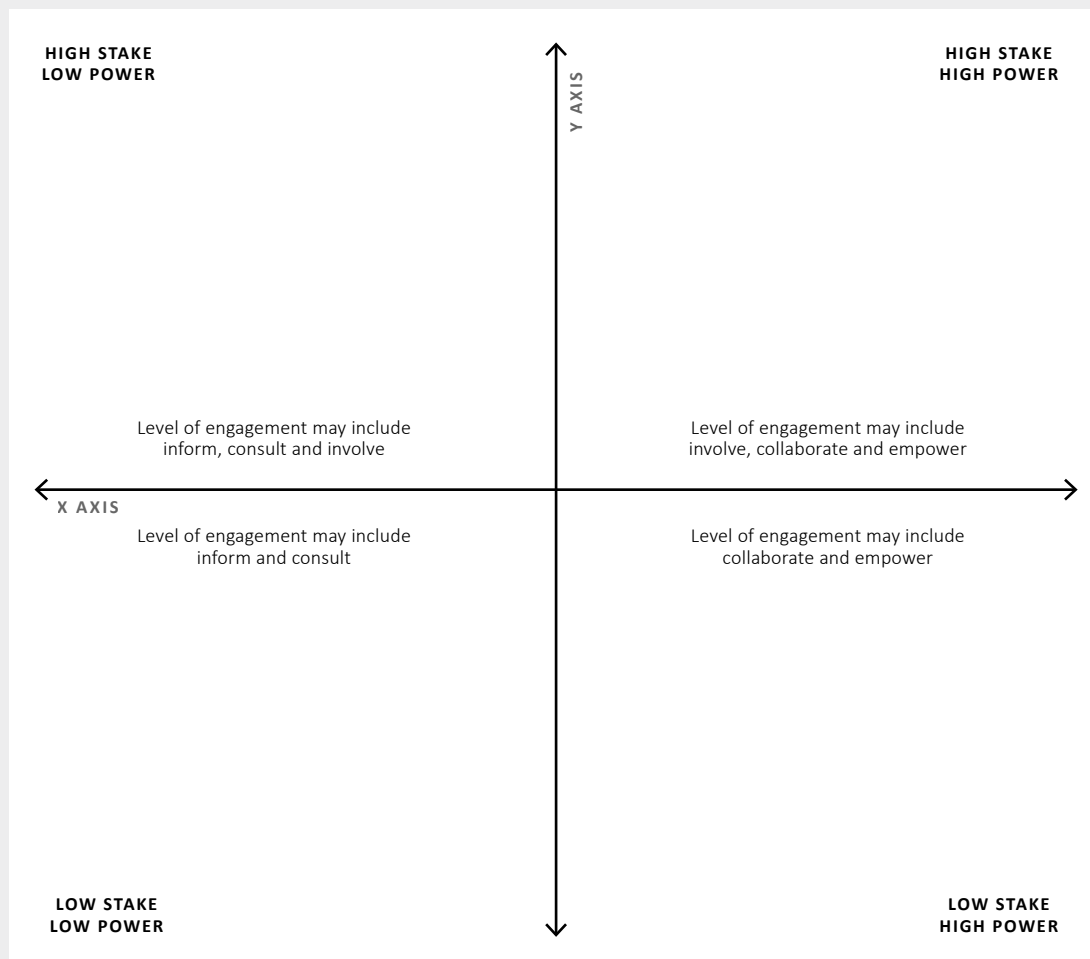 HIGH STAKE
LOW POWER
HIGH STAKE
HIGH POWER
Y AXIS
Level of engagement may include
inform, consult and involve
Level of engagement may include
involve, collaborate and empower
X AXIS
Level of engagement may include
inform and consult
Level of engagement may include
collaborate and empower
LOW STAKE
LOW POWER
LOW STAKE
HIGH POWER